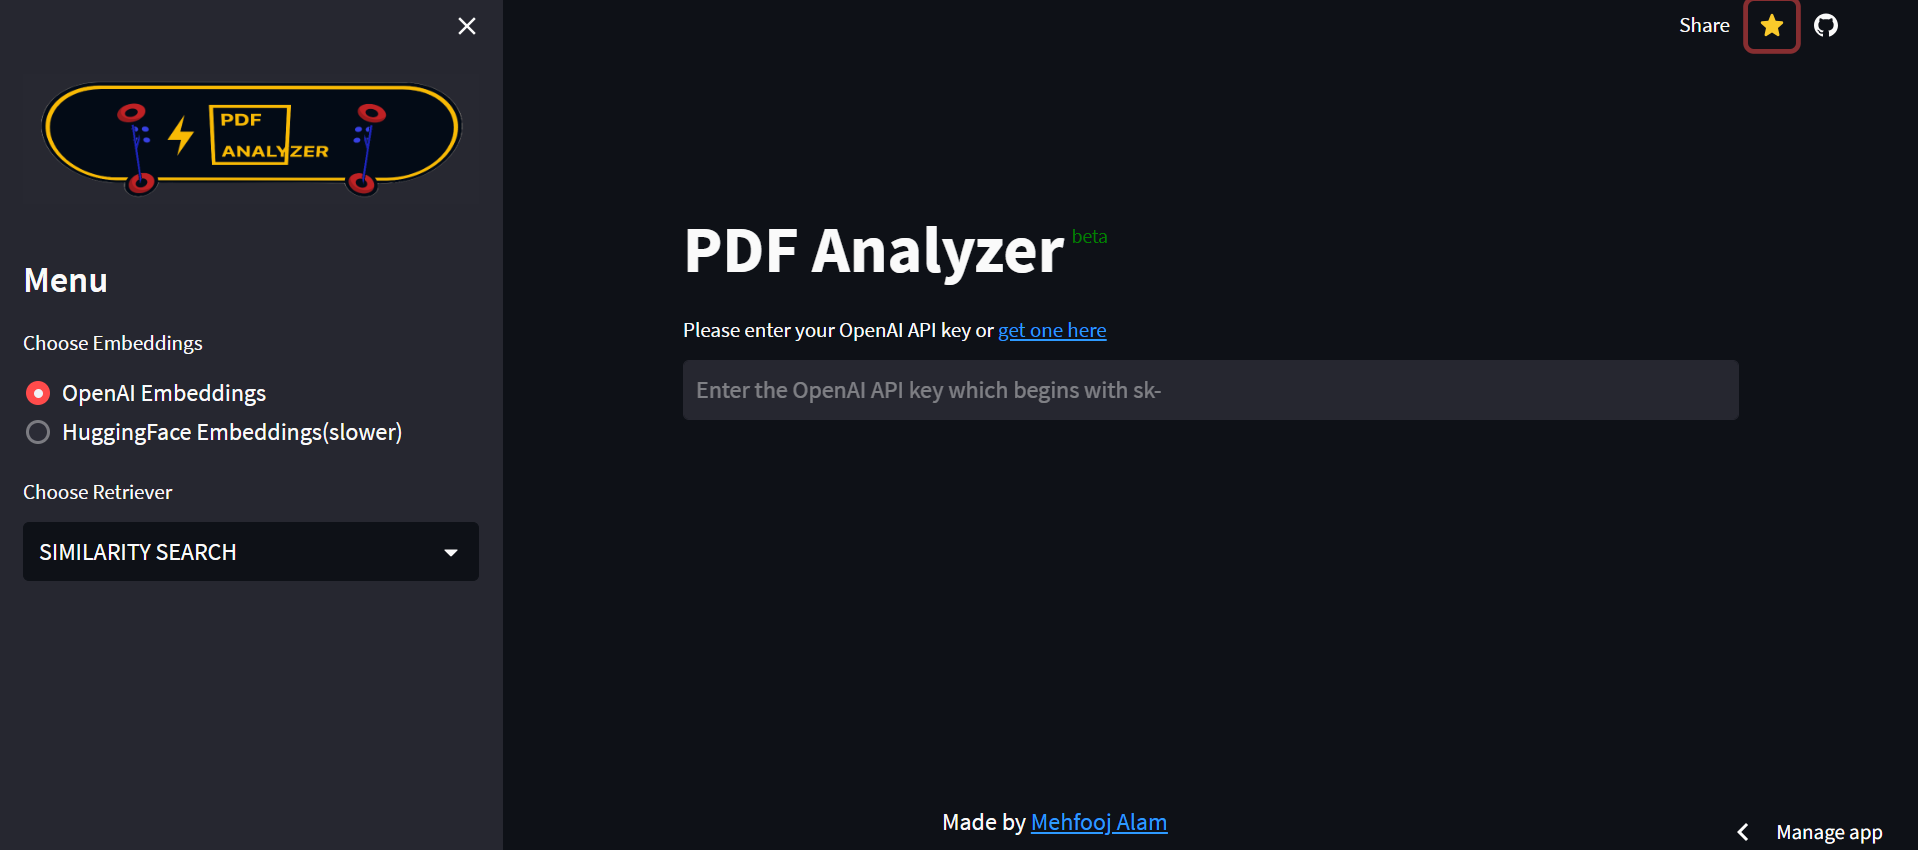 Share
PDF
ANALYZER
Menu
Choose Embeddings
OpenAI Embeddings
HuggingFace Embeddings(slower)
Choose Retriever
SIMILARITY SEARCH
PDF Analyzer beta
Please enter your OpenAI API key or get one here
Enter the OpenAI API key which begins with sk-
Made by Mehfooj Alam
Manage app